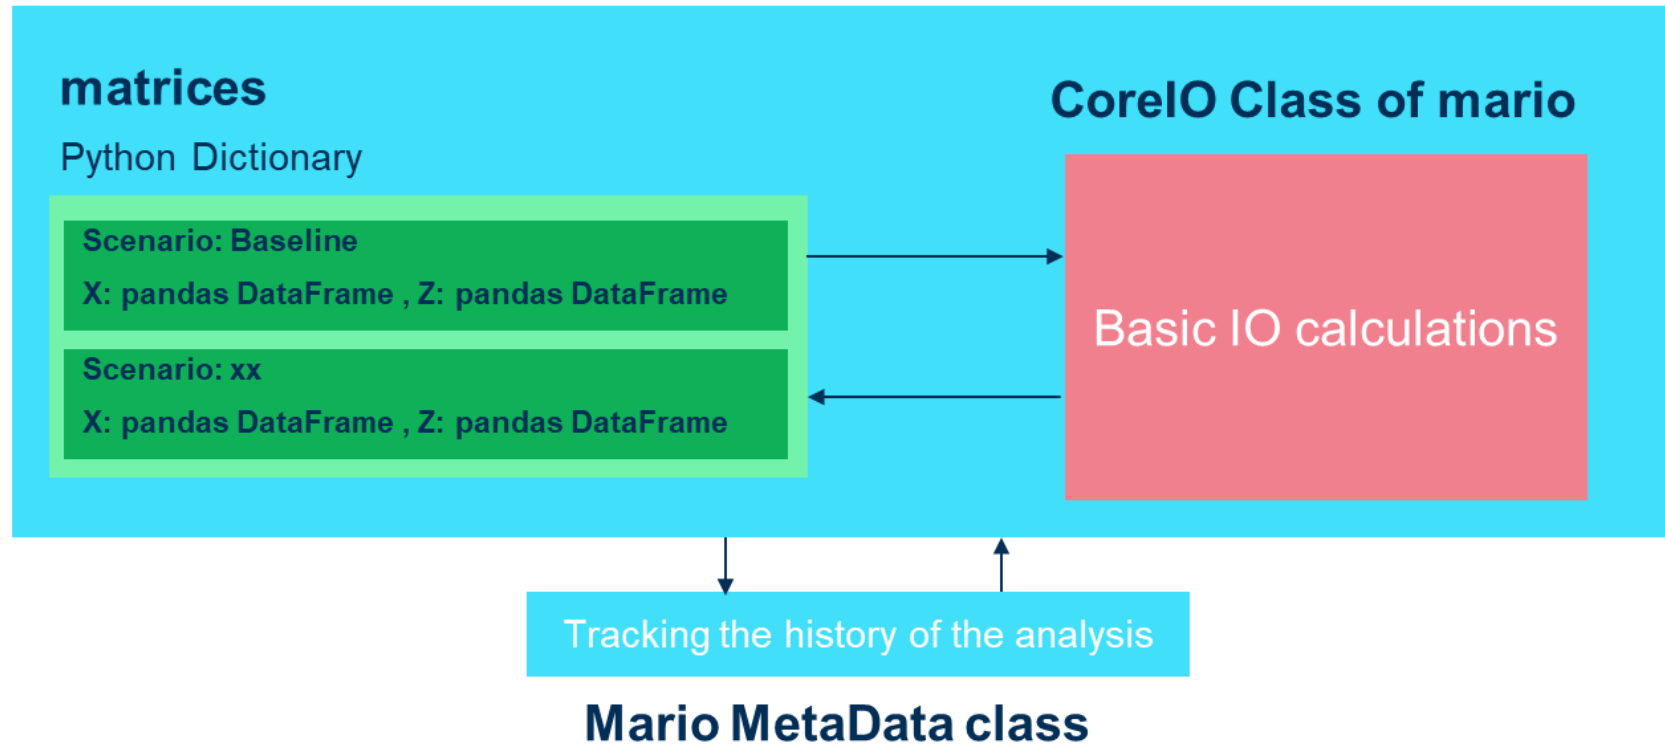 matrices
Python Dictionary
Scenario: Baseline
X: pandas DataFrame , Z: pandas DataFrame
Scenario: xx
X: pandas DataFrame , Z: pandas DataFrame
CoreIO Class of mario
Basic IO calculations
Tracking the history of the analysis
Mario MetaData class